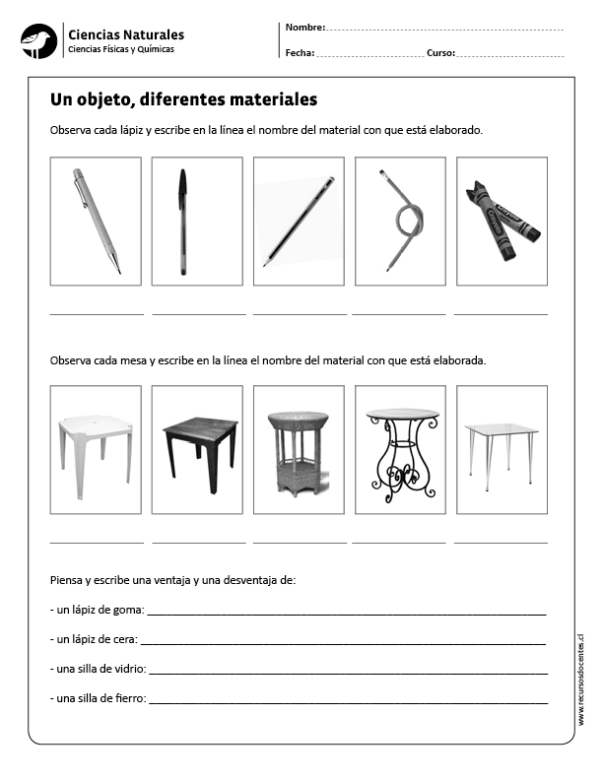 Ciencias Naturales
Ciencias Físicas y Químicas
Nombre:
Fecha: Curso:
Un objeto, diferentes materiales
Observa cada lápiz y escribe en la línea el nombre del material con que está elaborado.
Observa cada mesa y escribe en la línea el nombre del material con que está elaborada.
Piensa y escribe una ventaja y una desventaja de:
- un lápiz de goma:
- un lápiz de cera:
- una silla de vidrio:
- una silla de fierro:
www.recursosdocentes.cl